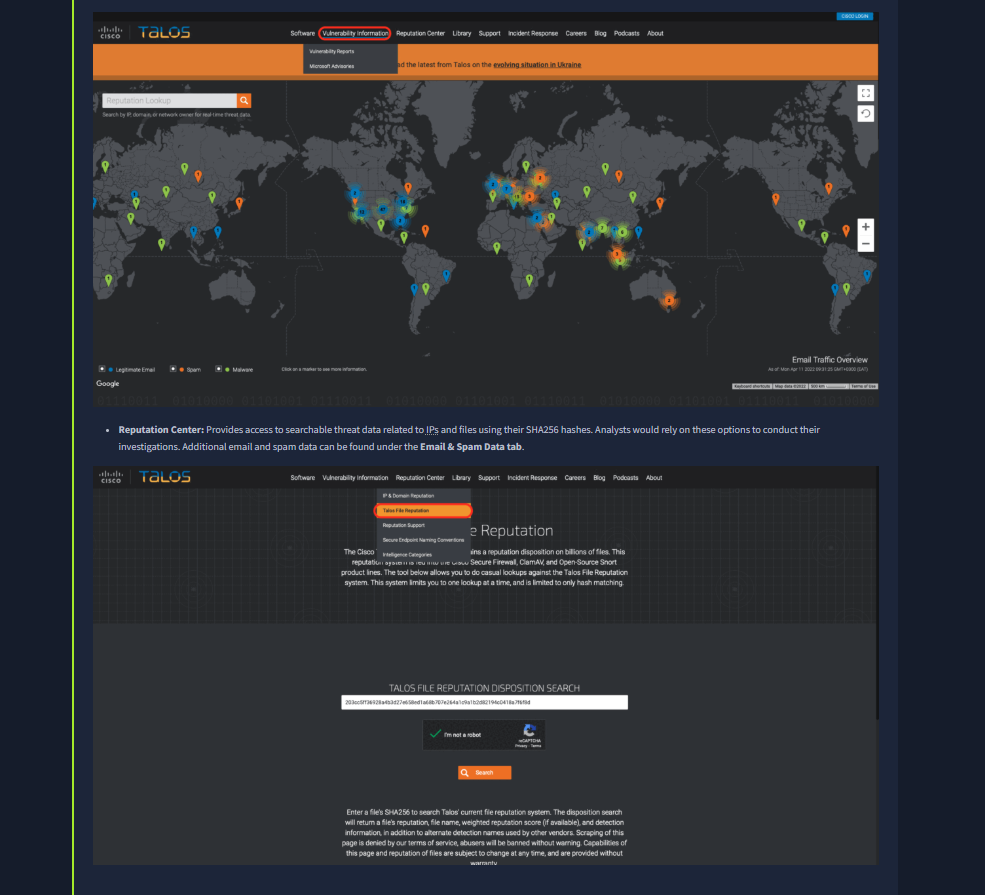 CISCO LOGIN
CISCO TALOS
Software Vulnerability Information Reputation Center Library Support Incident Response Careers Blog Podcasts About
Vulnerability Reports
Microsoft Advisories
ad the latest from Talos on the evolving situation in Ukraine
Reputation Lookup
Search by IP, domain, or network owner for real-time threat data.
Email Traffic Overview
Legitimate Email Spam Malware Click on a marker to see more information.
Google
Keyboard shortcuts Map data ©2022 500 km Terms of Use
• Reputation Center: Provides access to searchable threat data related to IPs and files using their SHA256 hashes. Analysts would rely on these options to conduct their
investigations. Additional email and spam data can be found under the Email & Spam Data tab.
CISCO TALOS
Software Vulnerability Information Reputation Center Library Support Incident Response Careers Blog Podcasts About
IP & Domain Reputation
Talos File Reputation
Reputation Support
Secure Endpoint Naming Conventions
Intelligence Categories
e Reputation
The Cisco ins a reputation disposition on billions of files. This
reputation system is fed into the Cisco Secure Firewall, ClamAV, and Open-Source Snort
product lines. The tool below allows you to do casual lookups against the Talos File Reputation
system. This system limits you to one lookup at a time, and is limited to only hash matching.
TALOS FILE REPUTATION DISPOSITION SEARCH
I'm not a robot
reCAPTCHA
Privacy - Terms
Search
Enter a file's SHA256 to search Talos' current file reputation system. The disposition search
will return a file's reputation, file name, weighted reputation score (if available), and detection
information, in addition to alternate detection names used by other vendors. Scraping of this
page is denied by our terms of service, abusers will be banned without warning. Capabilities of
this page and reputation of files are subject to change at any time, and are provided without
warranty.